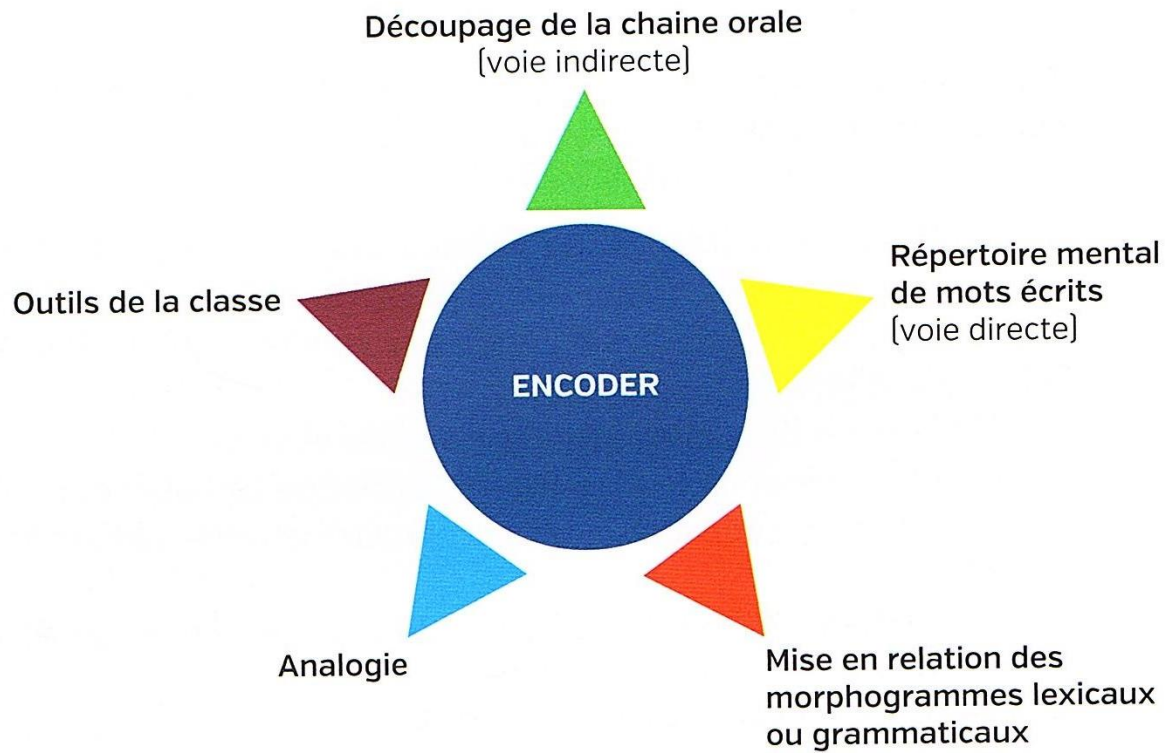 Découpage de la chaine orale
(voie indirecte)
Répertoire mental
de mots écrits
(voie directe)
Outils de la classe
ENCODER
Analogie
Mise en relation des
morphogrammes lexicaux
ou grammaticaux